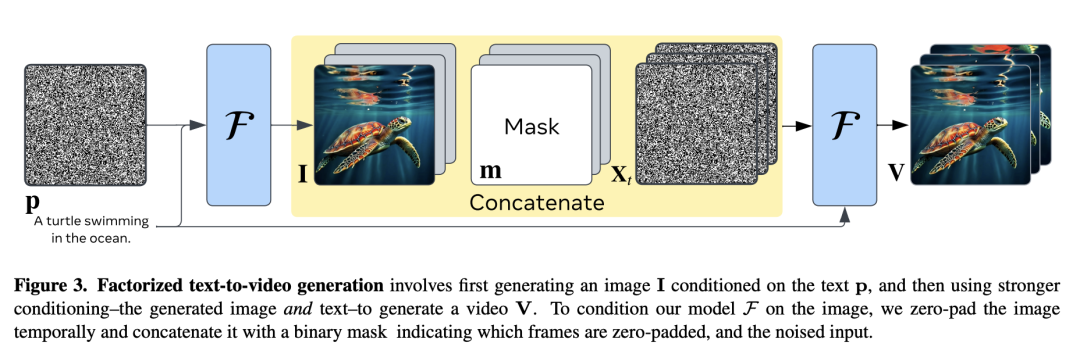 F
F
Mask
I
m
Xt
V
Concatenate
p
A turtle swimming
in the ocean.
Figure 3. Factorized text-to-video generation involves first generating an image I conditioned on the text p, and then using stronger
conditioning–the generated image and text–to generate a video V. To condition our model F on the image, we zero-pad the image
temporally and concatenate it with a binary mask indicating which frames are zero-padded, and the noised input.